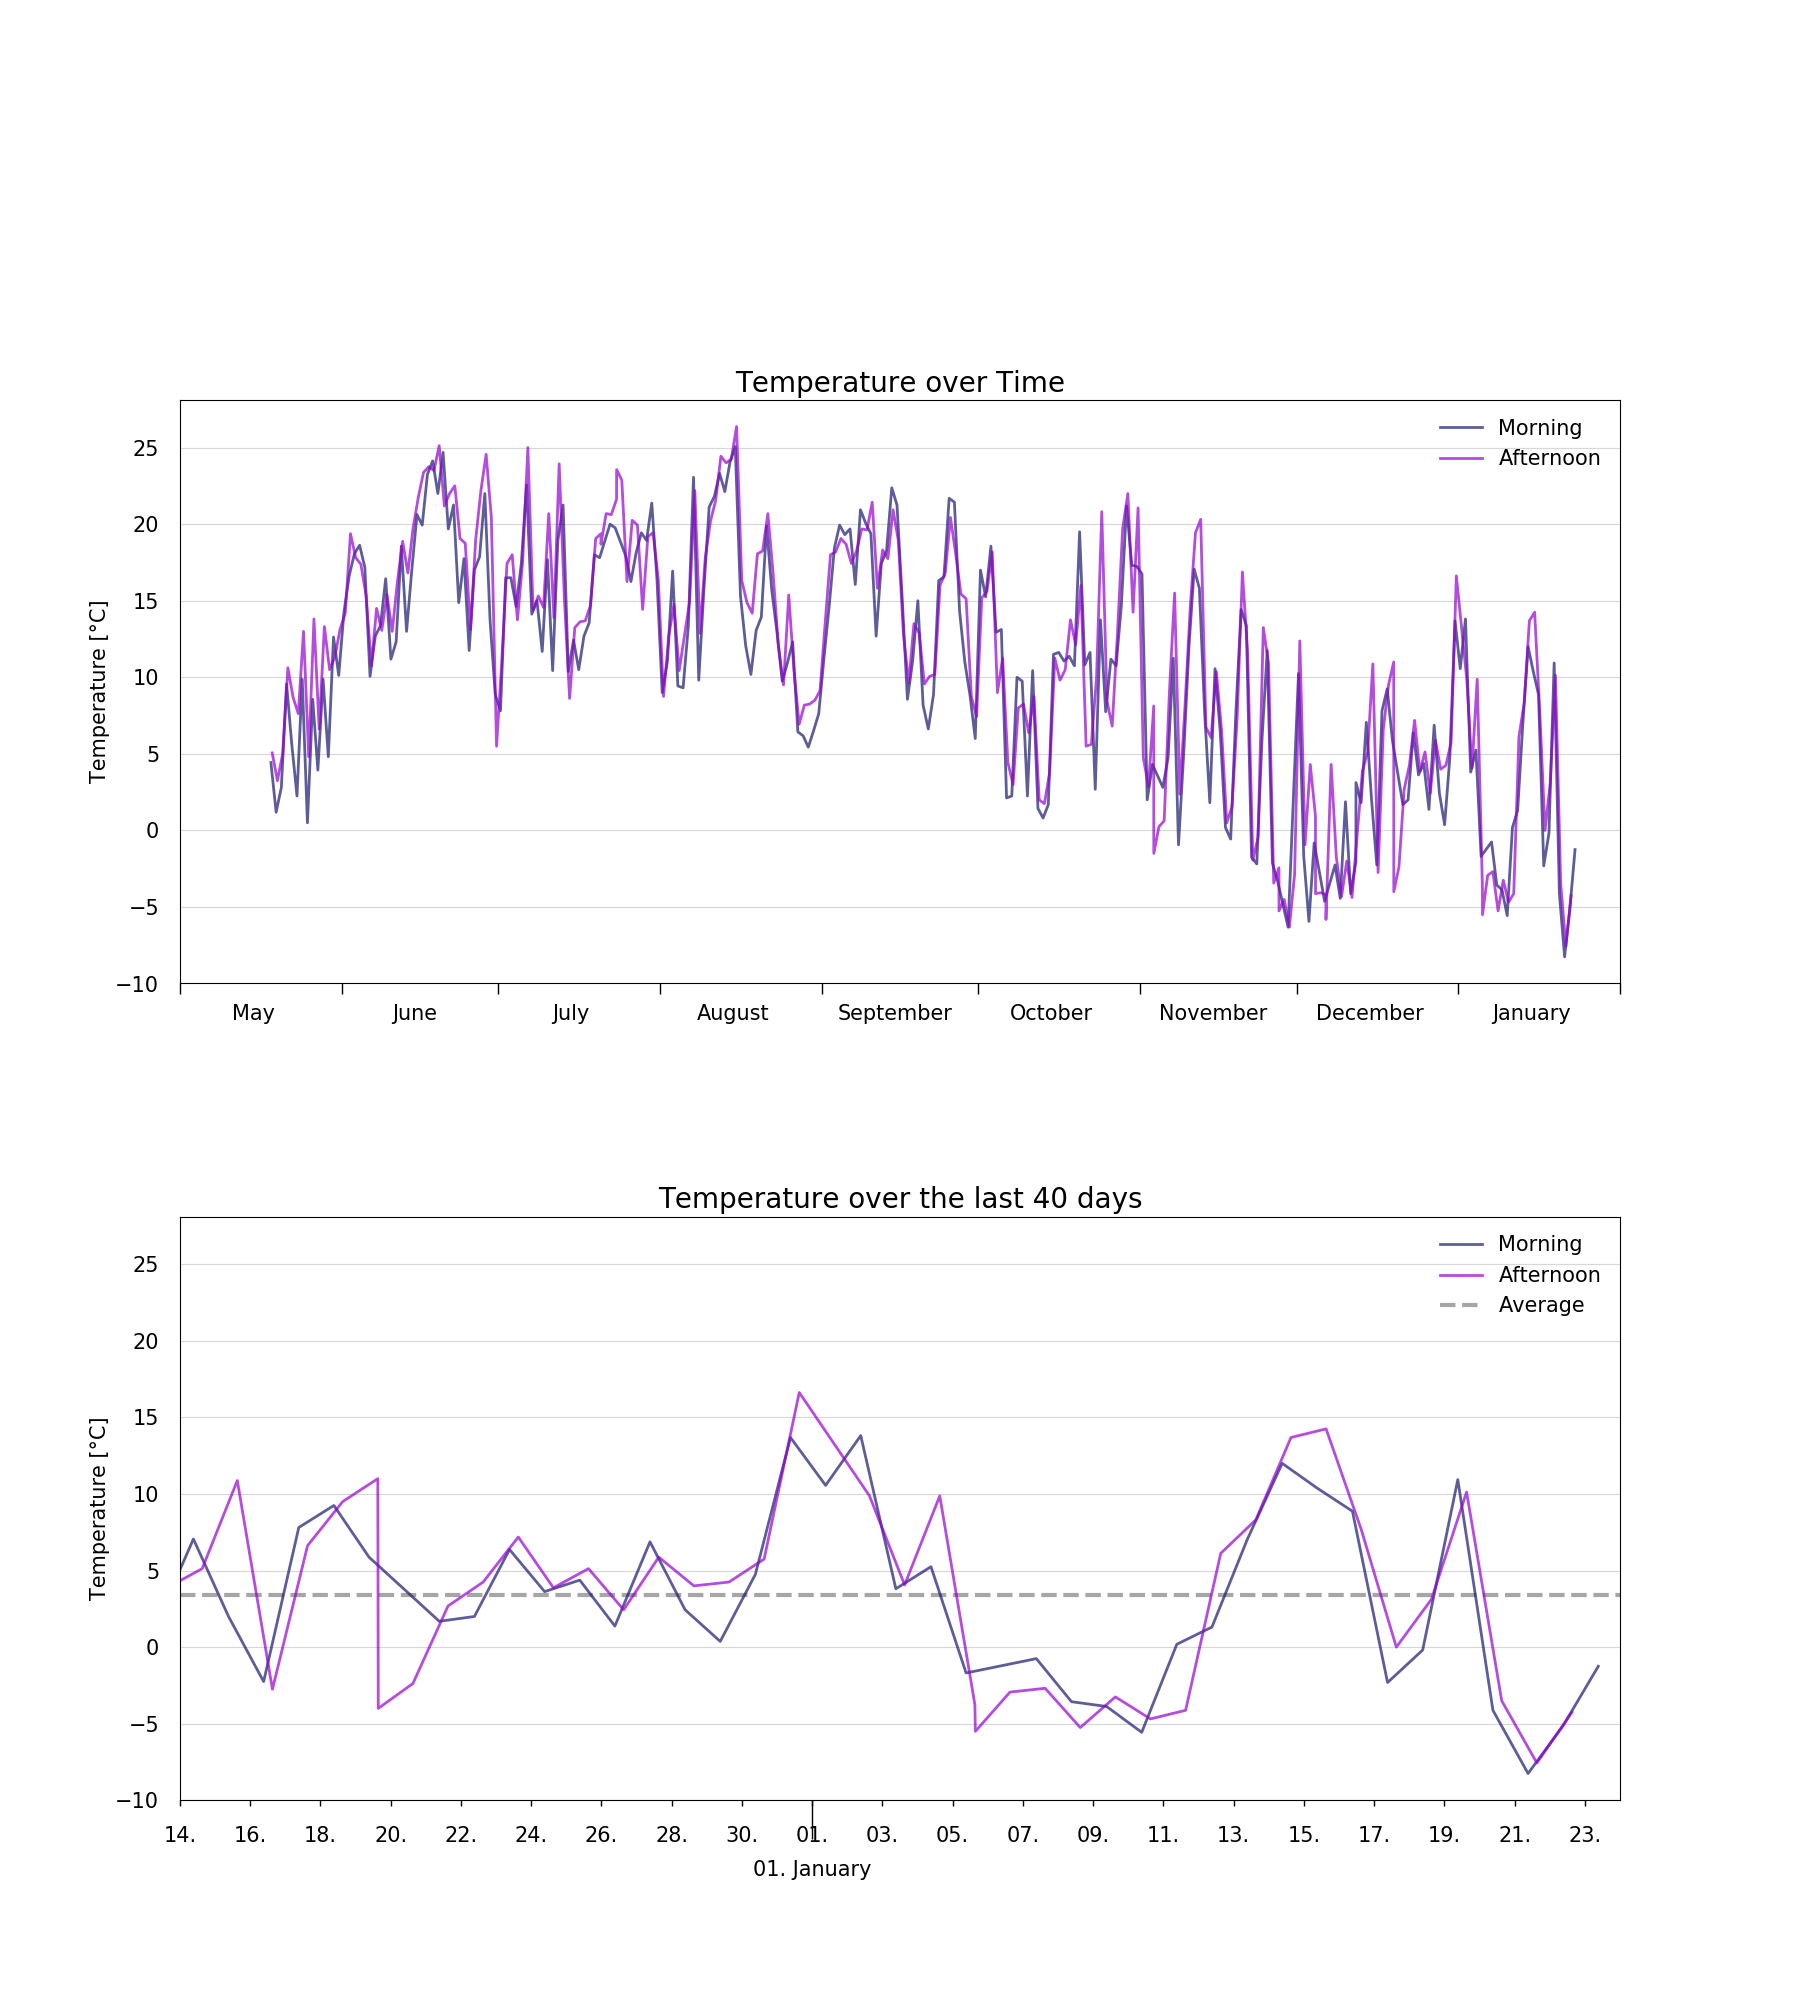 Temperature over Time
Morning
Afternoon
25
20
15
10
5
0
−5
−10
Temperature [°C]
May June July August September October November December January
Temperature over the last 40 days
Morning
Afternoon
Average
25
20
15
10
5
0
−5
−10
Temperature [°C]
14. 16. 18. 20. 22. 24. 26. 28. 30. 01. 03. 05. 07. 09. 11. 13. 15. 17. 19. 21. 23.
01. January